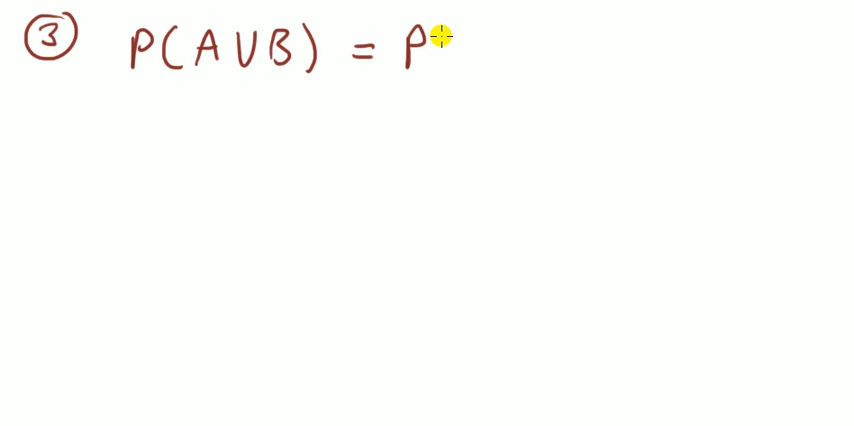 ③ P(A∪B) = P